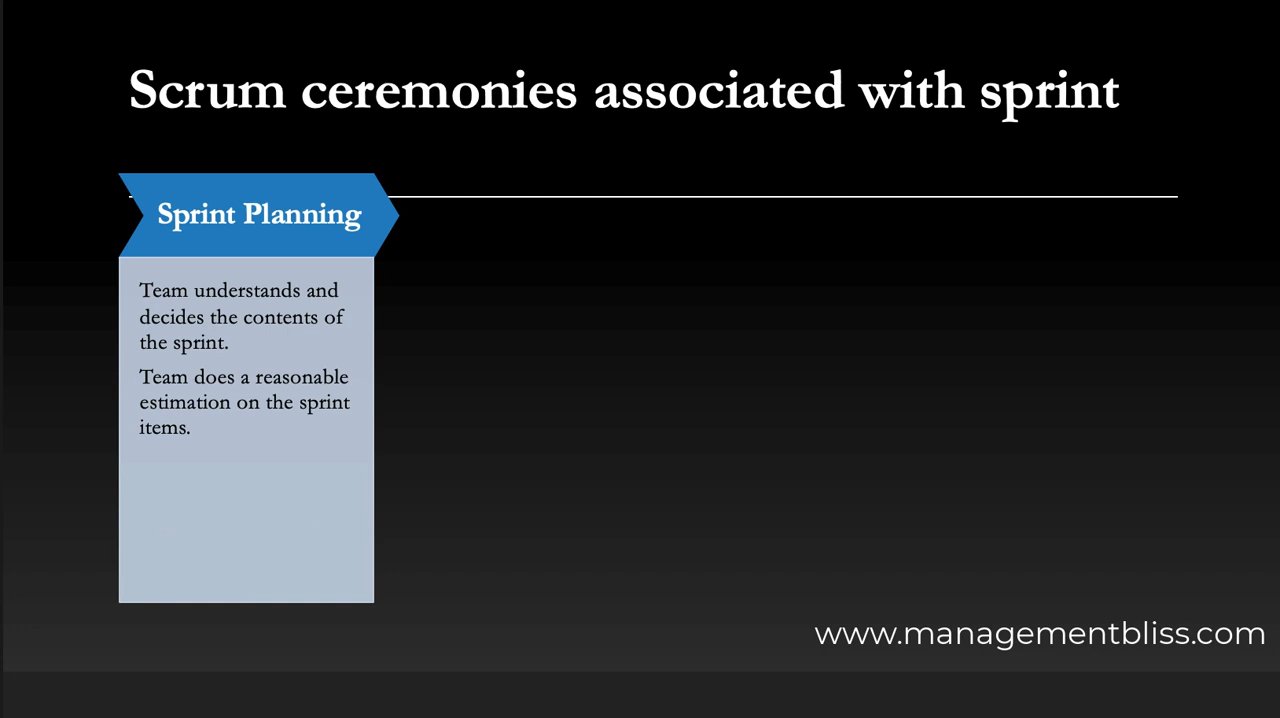 Scrum ceremonies associated with sprint
Sprint Planning
Team understands and
decides the contents of
the sprint.
Team does a reasonable
estimation on the sprint
items.
www.managementbliss.com